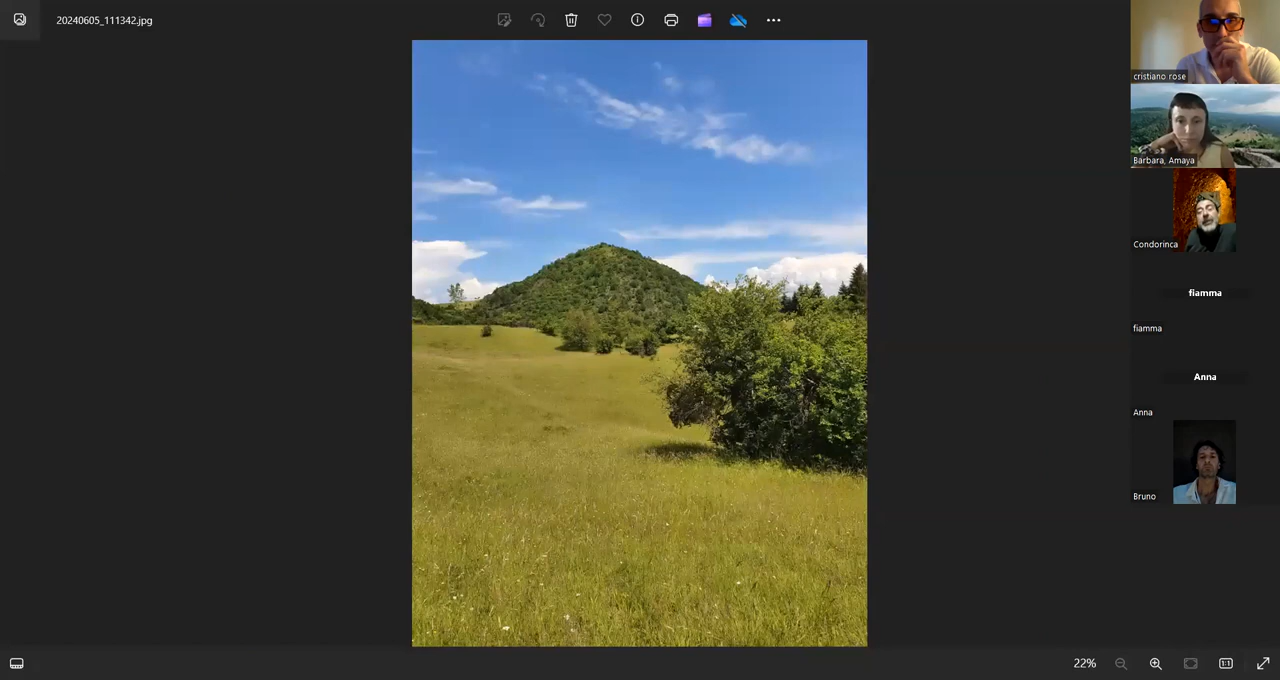 20240605_111342.jpg
cristiano rose
Barbara, Amaya
Condorinca
fiamma
fiamma
Anna
Anna
Bruno
22%